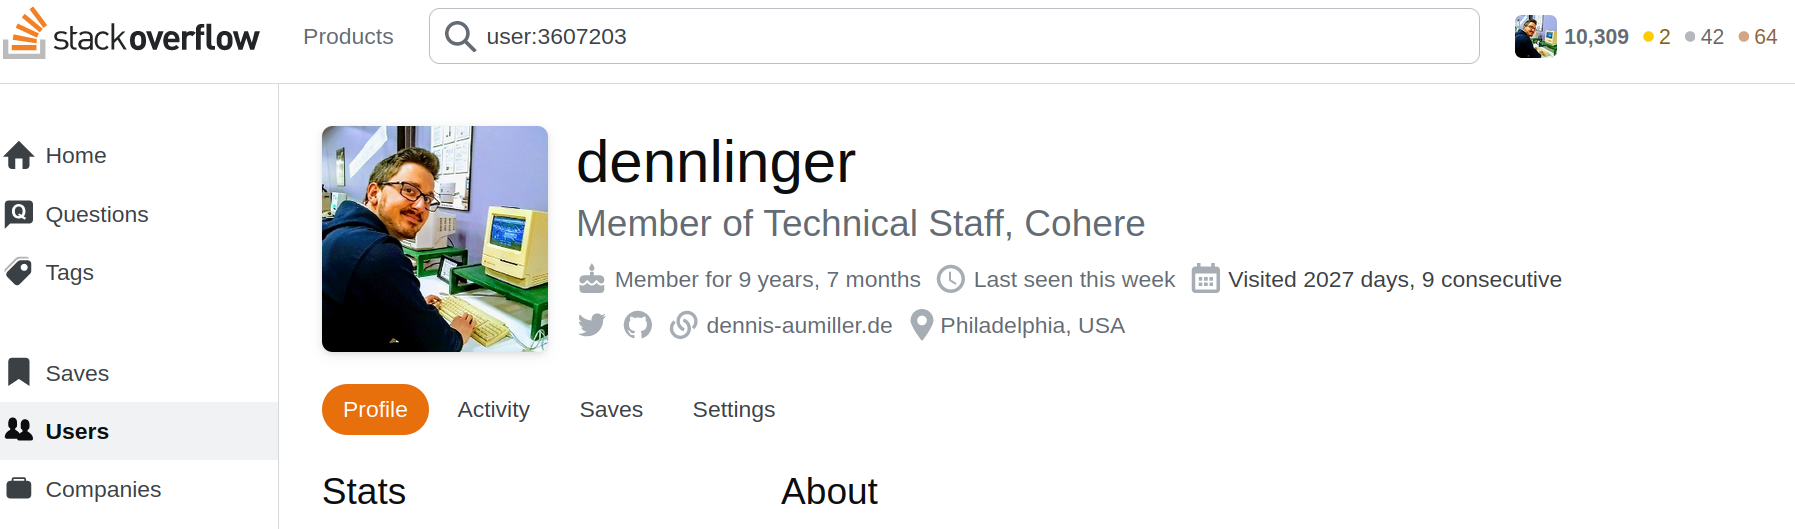 stack overflow
Products
user:3607203
10,309 2 42 64
Home
Questions
Tags
Saves
Users
Companies
dennlinger
Member of Technical Staff, Cohere
Member for 9 years, 7 months Last seen this week Visited 2027 days, 9 consecutive
dennis-aumiller.de Philadelphia, USA
Profile Activity Saves Settings
Stats About